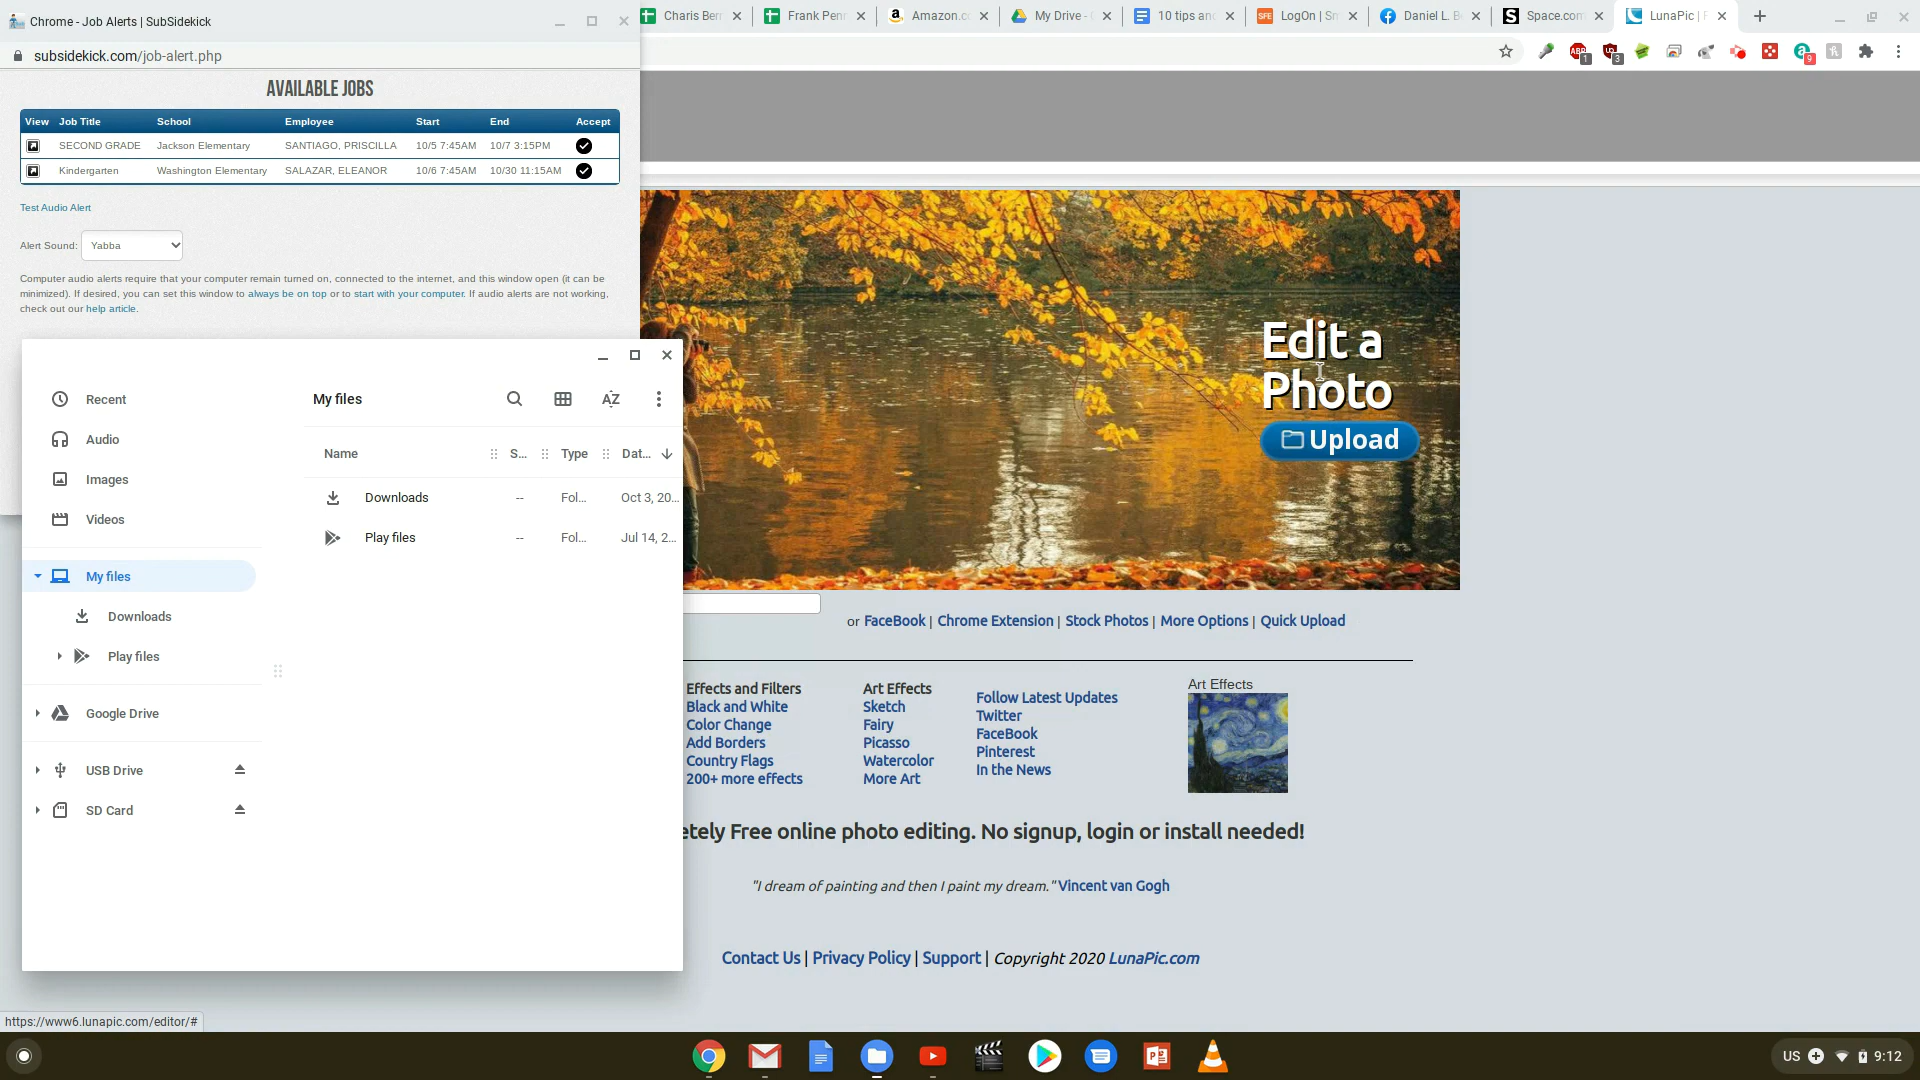 Chrome - Job Alerts | SubSidekick
subsidekick.com/job-alert.php
AVAILABLE JOBS
View Job Title School Employee Start End Accept
SECOND GRADE Jackson Elementary SANTIAGO, PRISCILLA 10/5 7:45AM 10/7 3:15PM
Kindergarten Washington Elementary SALAZAR, ELEANOR 10/6 7:45AM 10/30 11:15AM
Test Audio Alert
Alert Sound: Yabba
Computer audio alerts require that your computer remain turned on, connected to the internet, and this window open (it can be
minimized). If desired, you can set this window to always be on top or to start with your computer. If audio alerts are not working,
check out our help article.
Charis Ber
Frank Penn
Amazon.c
My Drive -
10 tips an
LogOn | Sm
Daniel L. B
Space.com
LunaPic | F
ABP 1
3
9
Recent
Audio
Images
Videos
My files
Downloads
Play files
Google Drive
USB Drive
SD Card
My files
AZ
Name S... Type Dat...
Downloads -- Fol... Oct 3, 20...
Play files -- Fol... Jul 14, 2...
Edit a
Photo
Upload
or FaceBook | Chrome Extension | Stock Photos | More Options | Quick Upload
Effects and Filters
Black and White
Color Change
Add Borders
Country Flags
200+ more effects
Art Effects
Sketch
Fairy
Picasso
Watercolor
More Art
Follow Latest Updates
Twitter
FaceBook
Pinterest
In the News
Art Effects
etely Free online photo editing. No signup, login or install needed!
"I dream of painting and then I paint my dream." Vincent van Gogh
Contact Us | Privacy Policy | Support | Copyright 2020 LunaPic.com
https://www6.lunapic.com/editor/#
US 9:12